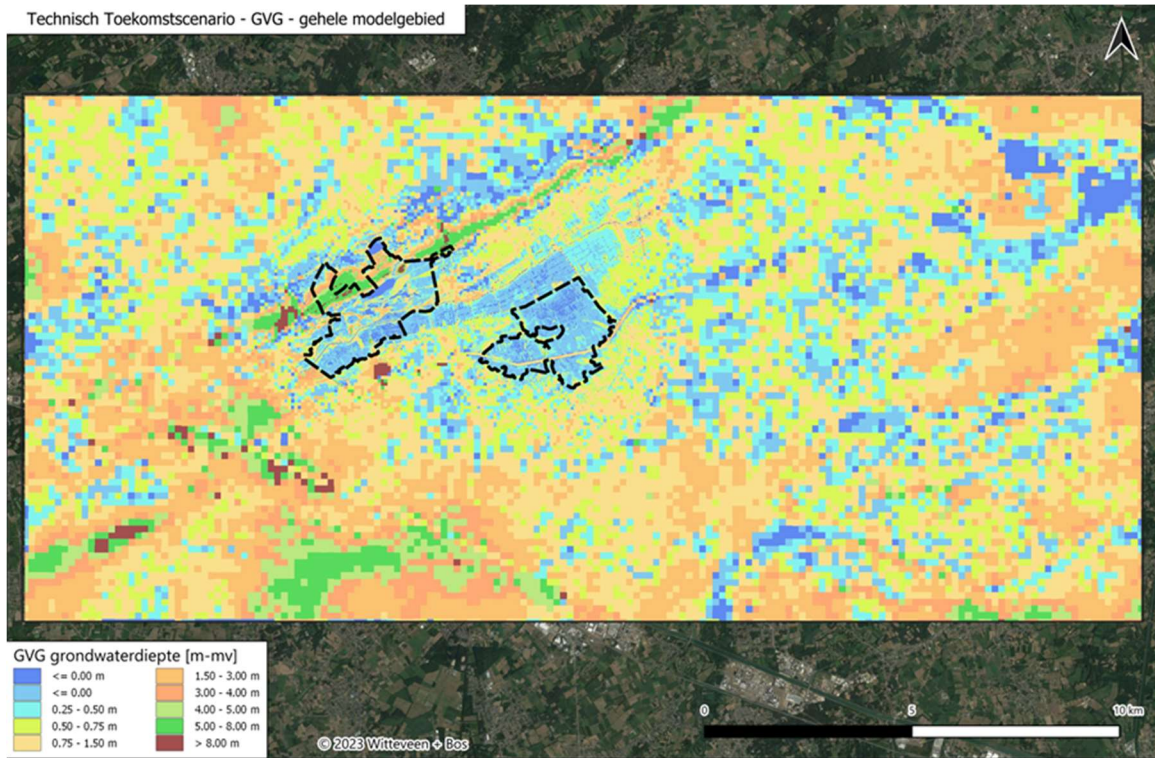 Technisch Toekomstscenario - GVG - gehele modelgebied
GVG grondwaterdiepte [m-mv]
<= 0.00 m
<= 0.00
0.25 - 0.50 m
0.50 - 0.75 m
0.75 - 1.50 m
1.50 - 3.00 m
3.00 - 4.00 m
4.00 - 5.00 m
5.00 - 8.00 m
> 8.00 m
© 2023 Witteveen + Bos
0 5 10 km